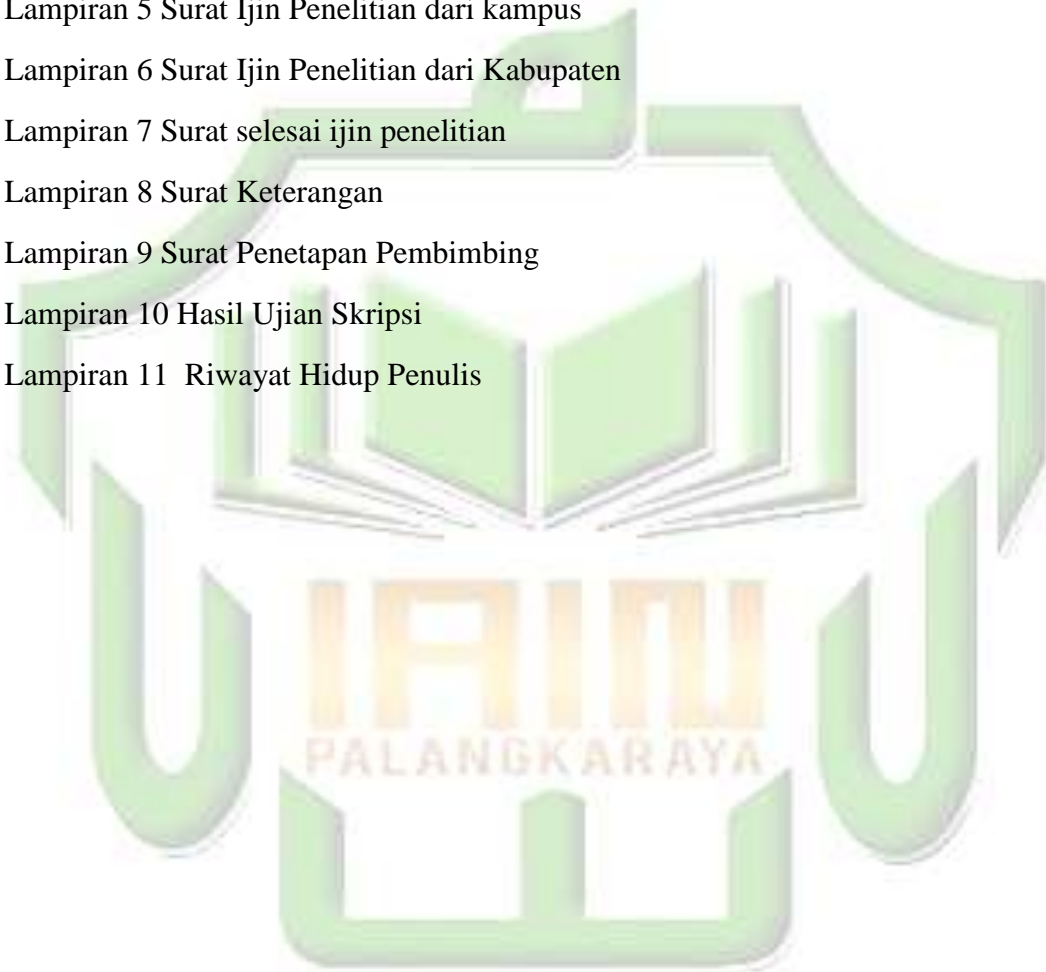 Lampiran 5 Surat Ijin Penelitian dari kampus
Lampiran 6 Surat Ijin Penelitian dari Kabupaten
Lampiran 7 Surat selesai ijin penelitian
Lampiran 8 Surat Keterangan
Lampiran 9 Surat Penetapan Pembimbing
Lampiran 10 Hasil Ujian Skripsi
Lampiran 11  Riwayat Hidup Penulis
IAIN
PALANGKARAYA